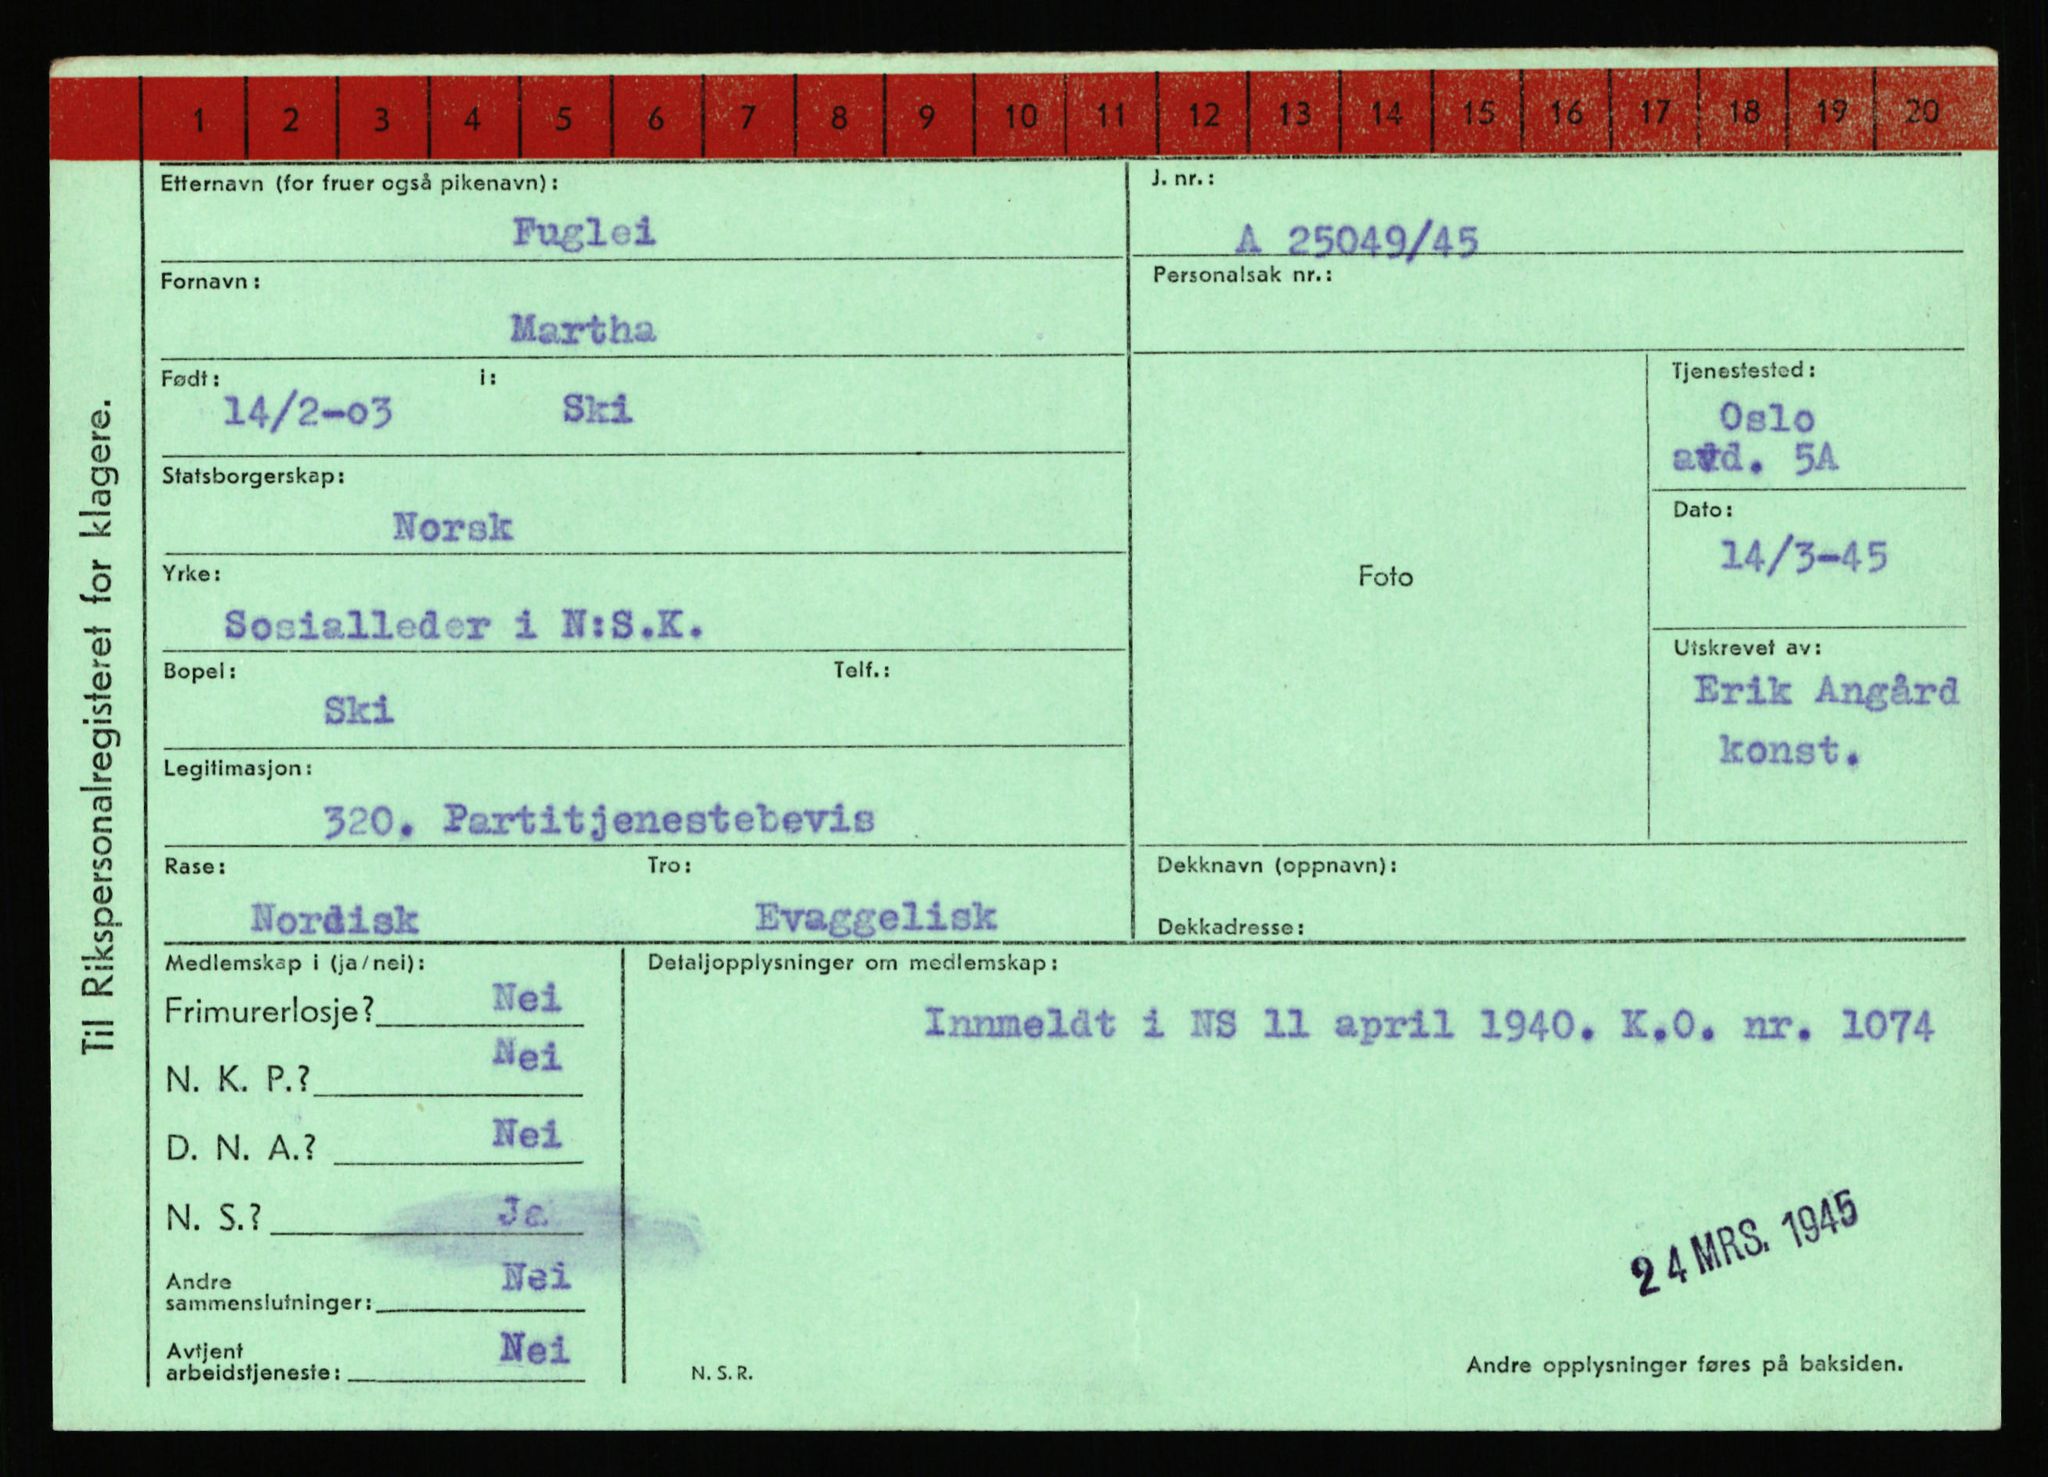 1 2 3 4 5 6 7 8 9 10 11 12 13 14 15 16 17 18 19 20
Til Rikspersonalregisteret for klagere.
Etternavn (for fruer også pikenavn):
Fuglei
J. nr.:
A 25049/45
Fornavn:
Martha
Personalsak nr.:
Født: i:
14/2-03 Ski
Statsborgerskap:
Norsk
Yrke:
Sosialleder i N:S.K.
Bopel: Telf.:
Ski
Legitimasjon:
320. Partitjenestebevis
Rase: Tro:
Nordisk Evaggelisk
Foto
Tjenestested:
Oslo
avd. 5A
Dato:
14/3-45
Utskrevet av:
Erik Angård
konst.
Dekknavn (oppnavn):
Dekkadresse:
Medlemskap i (ja/nei):
Frimurerlosje? Nei
N. K. P.? Nei
D. N. A.? Nei
N. S.? Ja
Andre
sammenslutninger: Nei
Avtjent
arbeidstjeneste: Nei
Detaljopplysninger om medlemskap:
Innmeldt i NS 11 april 1940. K.O. nr. 1074
24 MRS. 1945
N. S. R.
Andre opplysninger føres på baksiden.